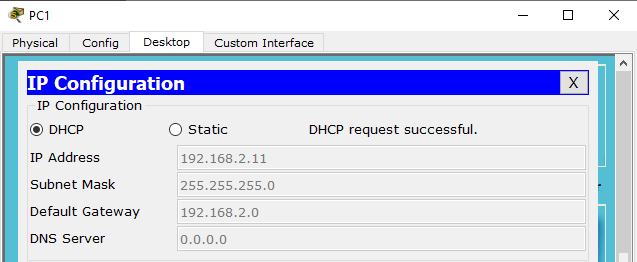 PC1
Physical Config Desktop Custom Interface
IP Configuration X
IP Configuration
DHCP Static DHCP request successful.
IP Address 192.168.2.11
Subnet Mask 255.255.255.0
Default Gateway 192.168.2.0
DNS Server 0.0.0.0